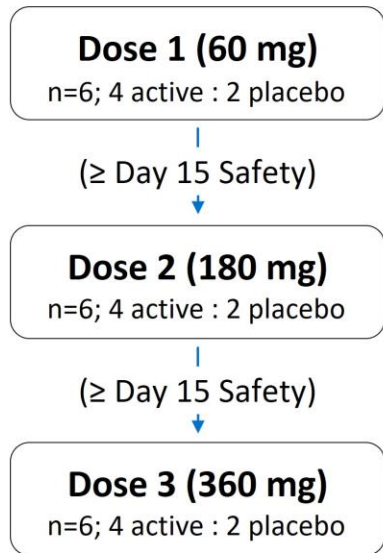 Dose 1 (60 mg)
n=6; 4 active : 2 placebo
(≥ Day 15 Safety)
Dose 2 (180 mg)
n=6; 4 active : 2 placebo
(≥ Day 15 Safety)
Dose 3 (360 mg)
n=6; 4 active : 2 placebo